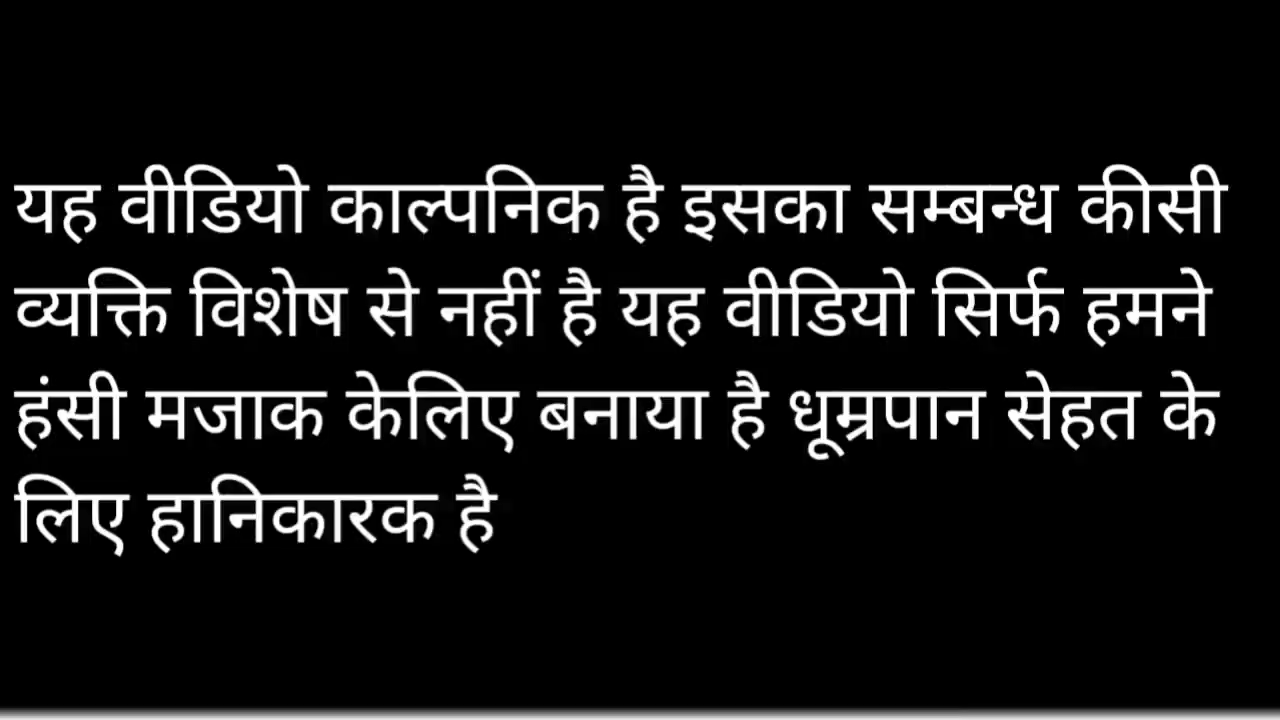 यह वीडियो काल्पनिक है इसका सम्बन्ध कीसी
व्यक्ति विशेष से नहीं है यह वीडियो सिर्फ हमने
हंसी मजाक केलिए बनाया है धूम्रपान सेहत के
लिए हानिकारक है